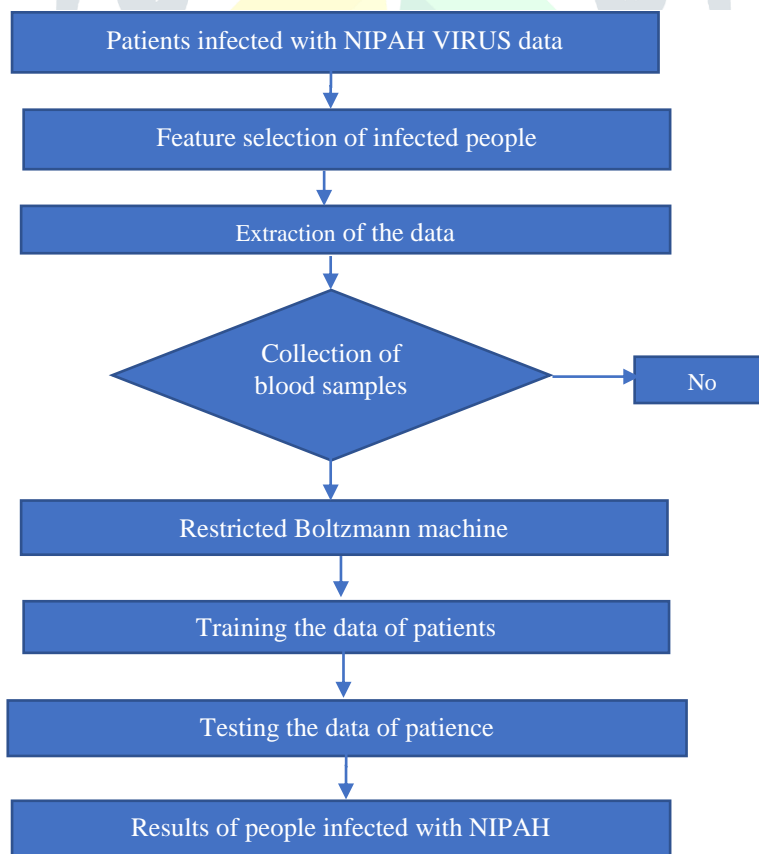 Patients infected with NIPAH VIRUS data
Feature selection of infected people
Extraction of the data
Collection of
blood samples
No
Restricted Boltzmann machine
Training the data of patients
Testing the data of patience
Results of people infected with NIPAH